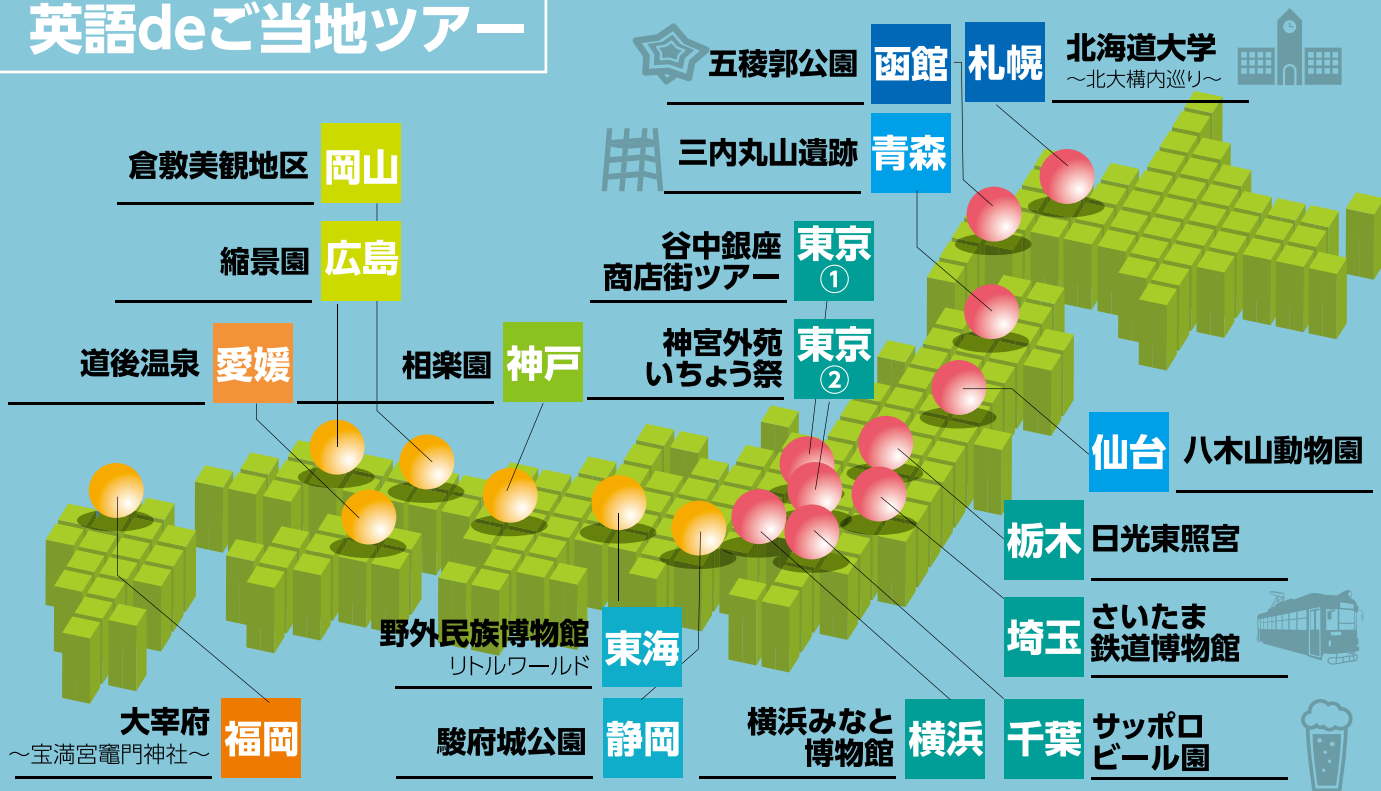 英語deご当地ツアー
五稜郭公園
函館
札幌
北海道大学
～北大構内巡り～
三内丸山遺跡
青森
倉敷美観地区
岡山
縮景園
広島
谷中銀座
商店街ツアー
東京
①
神宮外苑
いちょう祭
東京
②
道後温泉
愛媛
相楽園
神戸
仙台
八木山動物園
栃木
日光東照宮
埼玉
さいたま
鉄道博物館
野外民族博物館
リトルワールド
東海
大宰府
～宝満宮竈門神社～
福岡
駿府城公園
静岡
横浜みなと
博物館
横浜
千葉
サッポロ
ビール園